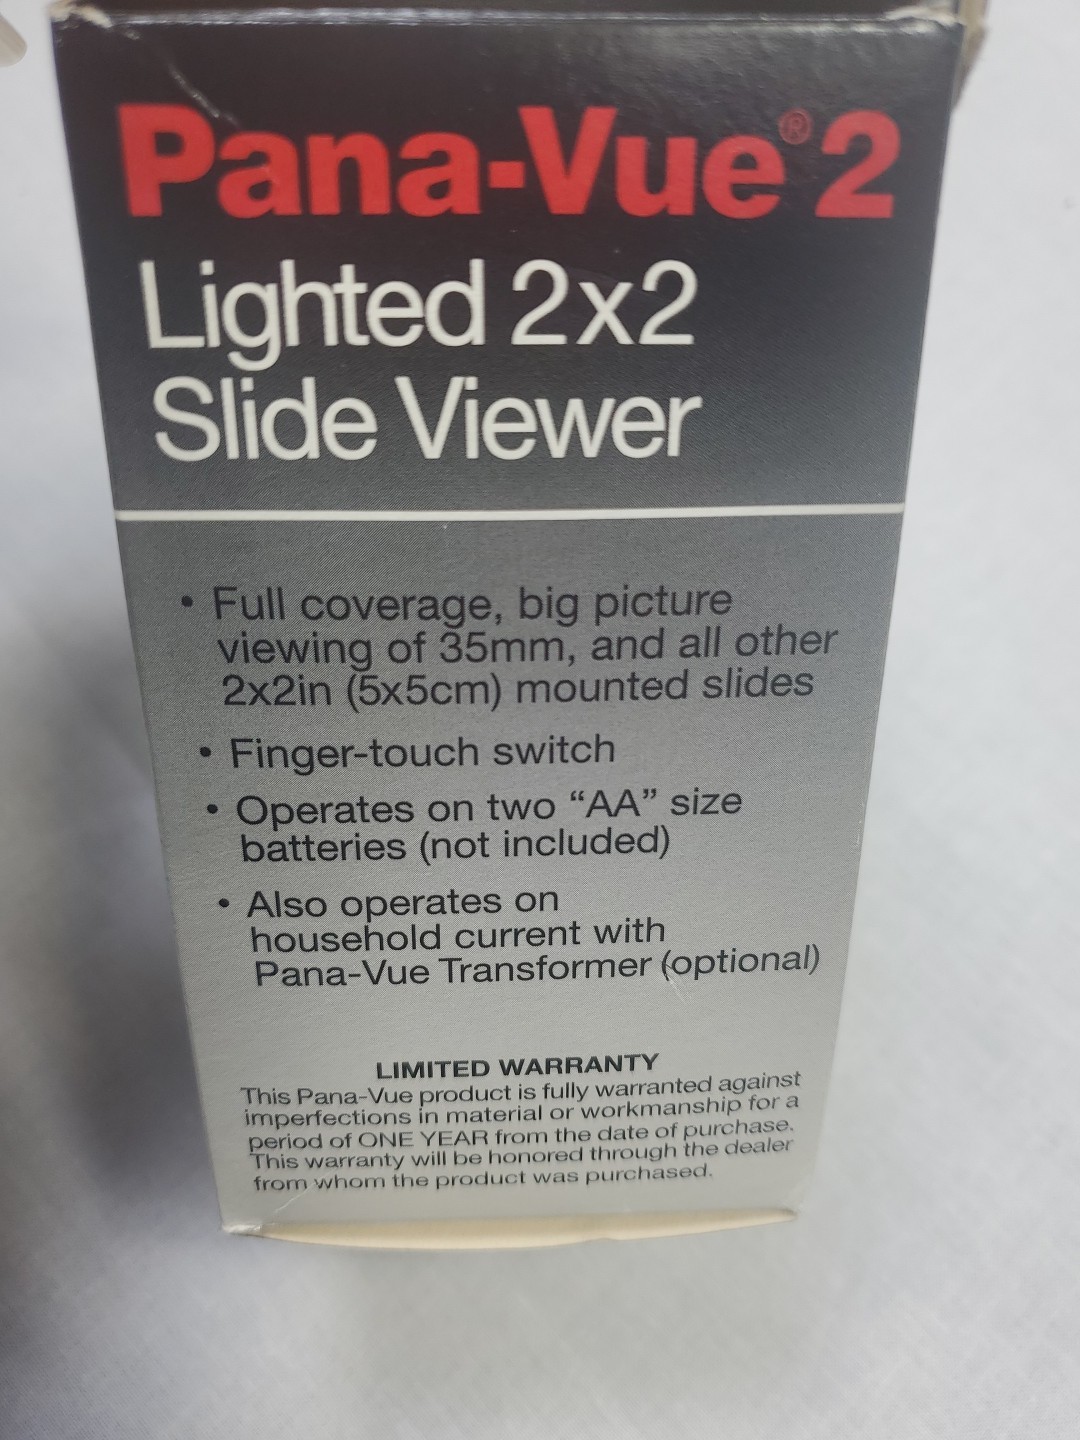 Pana-Vue® 2
Lighted 2x2
Slide Viewer
• Full coverage, big picture
viewing of 35mm, and all other
2x2in (5x5cm) mounted slides
• Finger-touch switch
• Operates on two “AA” size
batteries (not included)
• Also operates on
household current with
Pana-Vue Transformer (optional)
LIMITED WARRANTY
This Pana-Vue product is fully warranted against
imperfections in material or workmanship for a
period of ONE YEAR from the date of purchase.
This warranty will be honored through the dealer
from whom the product was purchased.